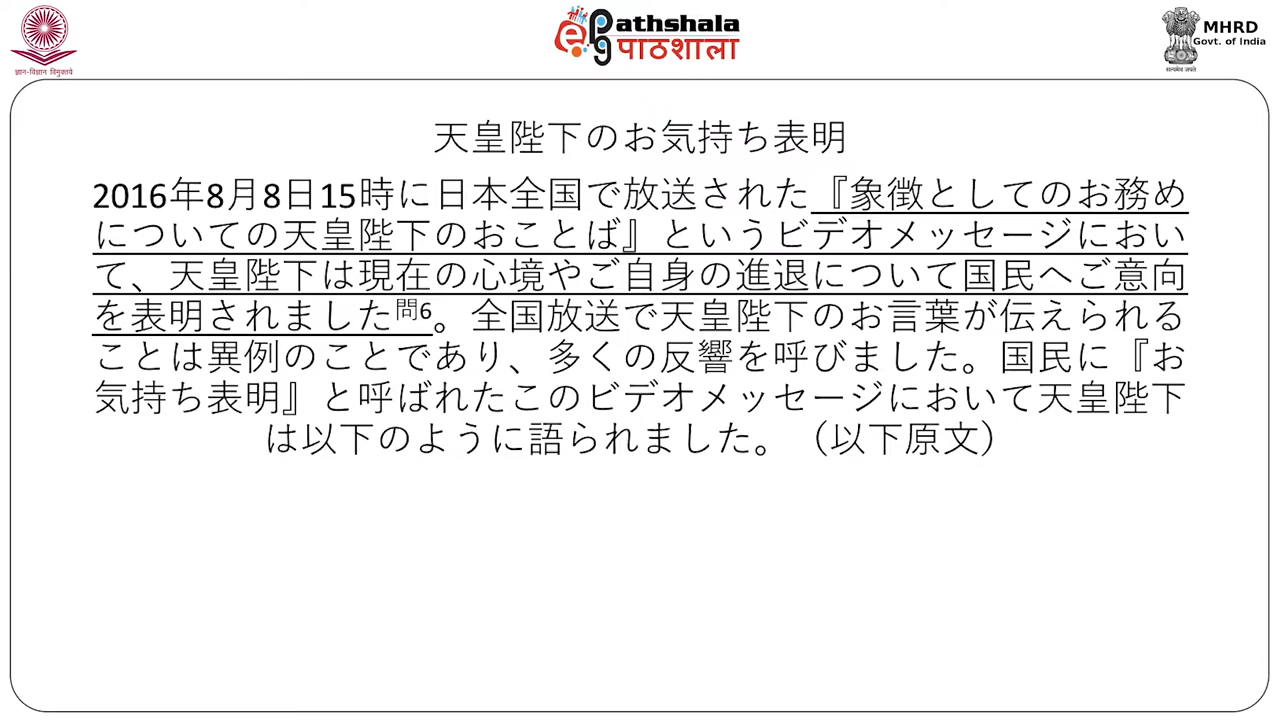 ज्ञान-विज्ञान विमुक्तये
ePathshala
पाठशाला
MHRD
Govt. of India
सत्यमेव जयते
天皇陛下のお気持ち表明
2016年8月8日15時に日本全国で放送された『象徴としてのお務め
についての天皇陛下のおことば』というビデオメッセージにおい
て、天皇陛下は現在の心境やご自身の進退について国民へご意向
を表明されました問6。全国放送で天皇陛下のお言葉が伝えられる
ことは異例のことであり、多くの反響を呼びました。国民に『お
気持ち表明』と呼ばれたこのビデオメッセージにおいて天皇陛下
は以下のように語られました。（以下原文）